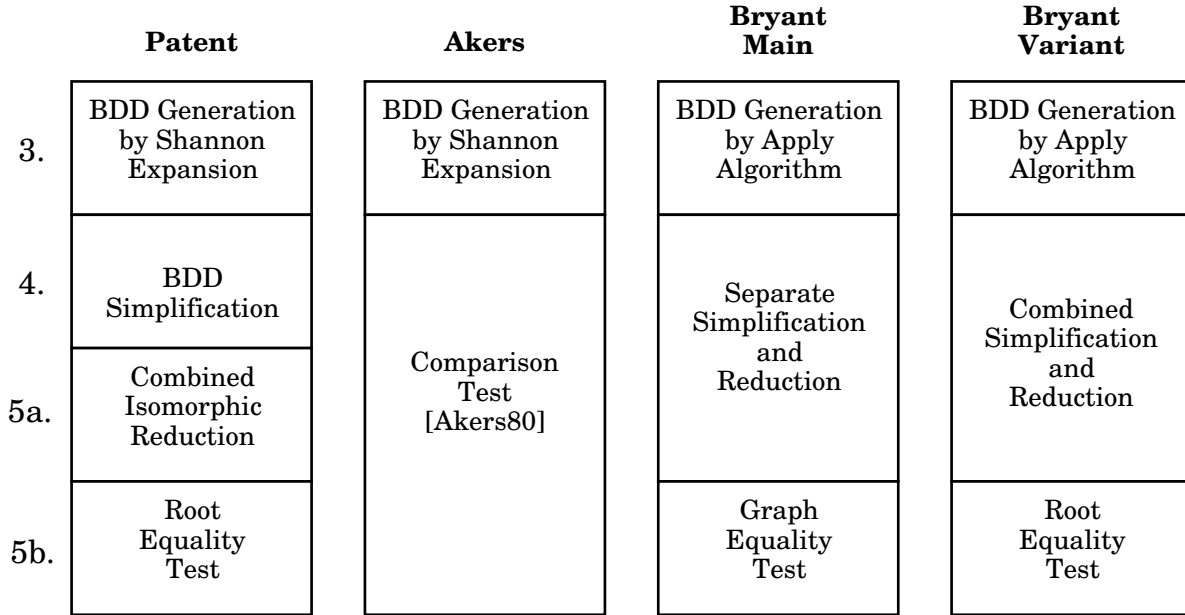 Patent
Akers
Bryant
Main
Bryant
Variant
3.
BDD Generation
by Shannon
Expansion
BDD Generation
by Shannon
Expansion
BDD Generation
by Apply
Algorithm
BDD Generation
by Apply
Algorithm
4.
BDD
Simplification
5a.
Combined
Isomorphic
Reduction
Comparison
Test
[Akers80]
Separate
Simplification
and
Reduction
Combined
Simplification
and
Reduction
5b.
Root
Equality
Test
Graph
Equality
Test
Root
Equality
Test